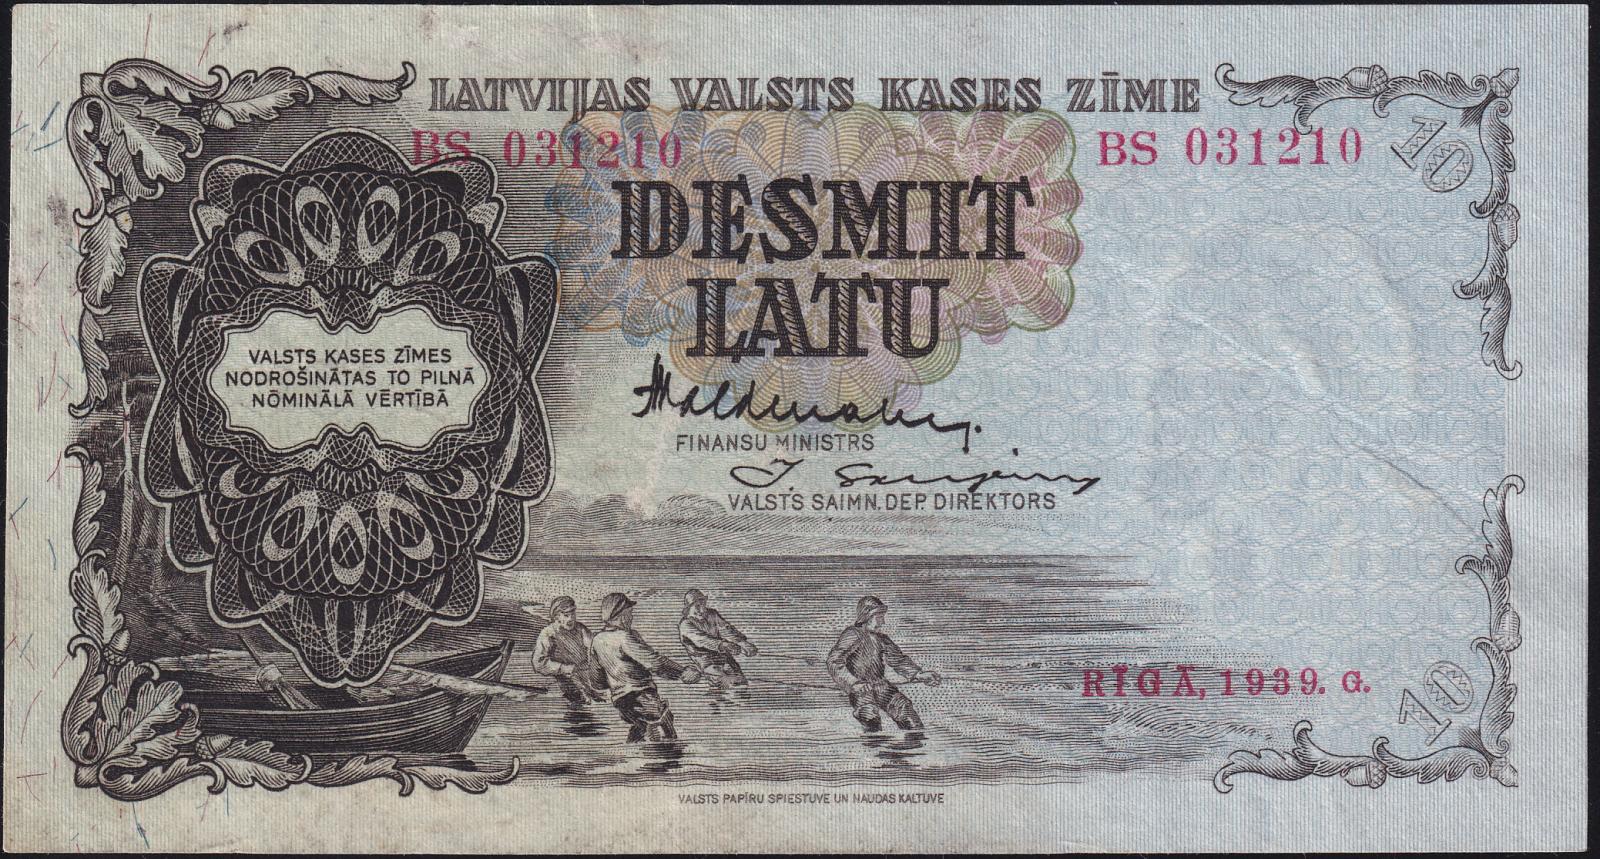 LATVIJAS VALSTS KASES ZĪME
BS 031210
BS 031210
10
DESMIT
LATU
VALSTS KASES ZĪMES
NODROŠINĀTAS TO PILNĀ
NŌMINĀLĀ VĒRTĪBĀ
FINANSU MINISTRS
VALSTS SAIMN. DEP. DIREKTORS
RĪGĀ, 1939. G.
10
VALSTS PAPĪRU SPIESTUVE UN NAUDAS KALTUVE